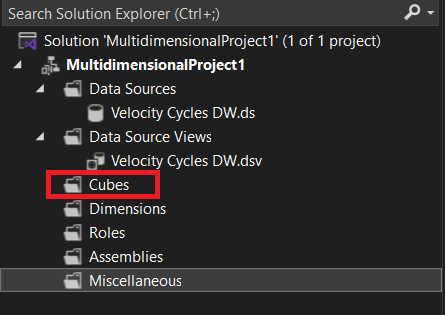 Search Solution Explorer (Ctrl+;)
Solution 'MultidimensionalProject1' (1 of 1 project)
MultidimensionalProject1
Data Sources
Velocity Cycles DW.ds
Data Source Views
Velocity Cycles DW.dsv
Cubes
Dimensions
Roles
Assemblies
Miscellaneous